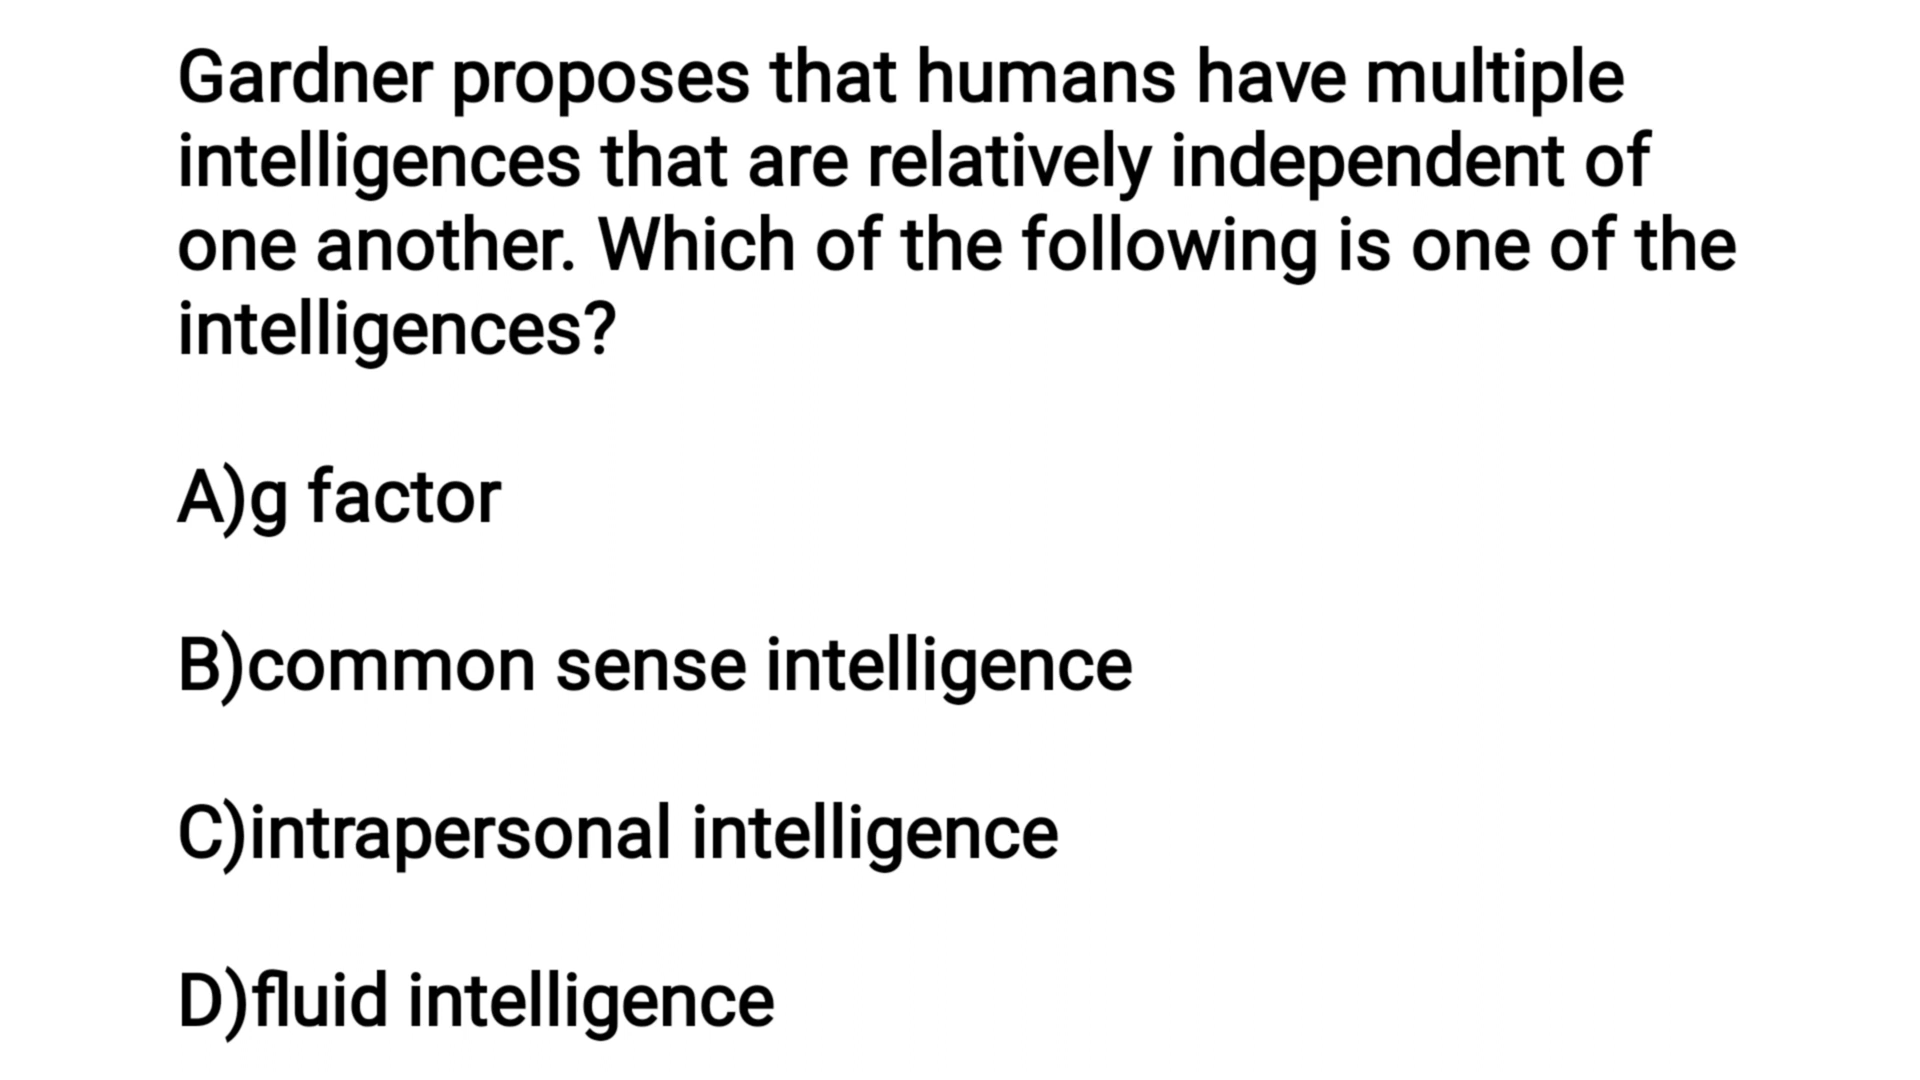 Gardner proposes that humans have multiple
intelligences that are relatively independent of
one another. Which of the following is one of the
intelligences?
A)g factor
B)common sense intelligence
C)intrapersonal intelligence
D)fluid intelligence